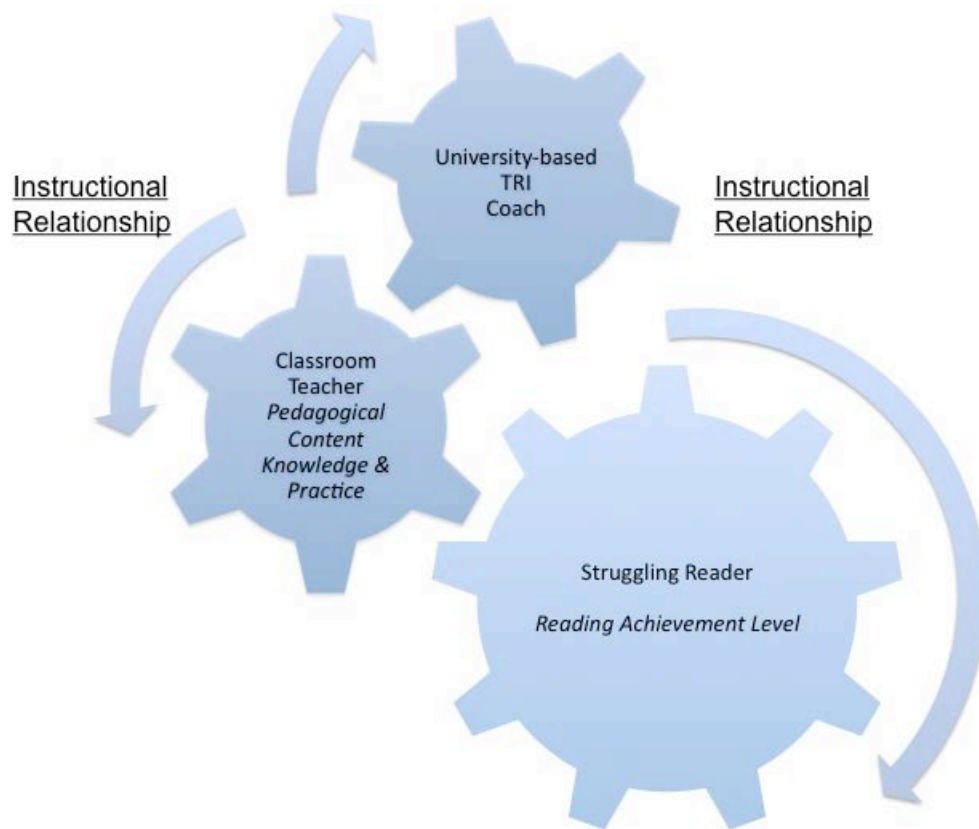 University-based
TRI
Coach
Instructional
Relationship
Instructional
Relationship
Classroom
Teacher
Pedagogical
Content
Knowledge &
Practice
Struggling Reader
Reading Achievement Level